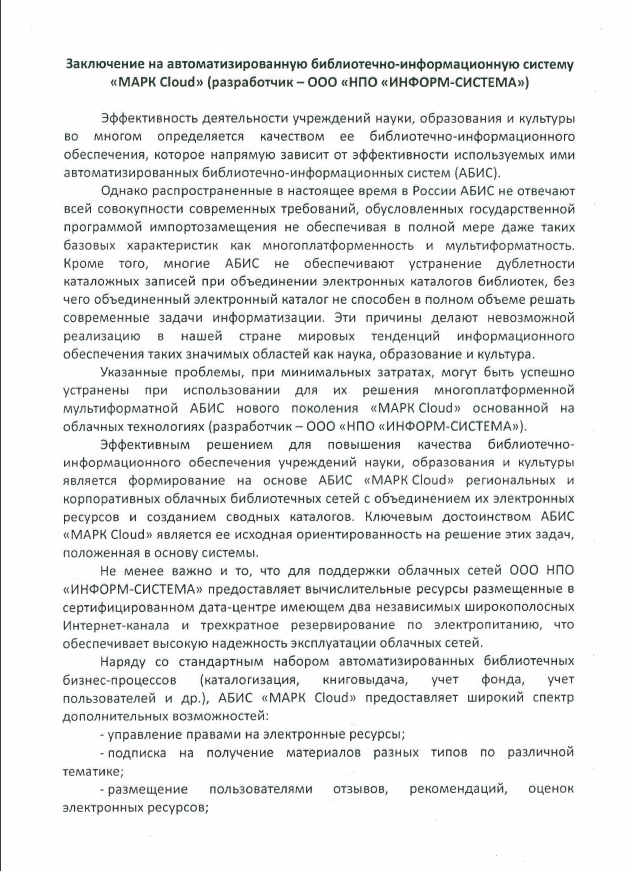 Заключение на автоматизированную библиотечно-информационную систему
«МАРК Cloud» (разработчик – ООО «НПО «ИНФОРМ-СИСТЕМА»)
Эффективность деятельности учреждений науки, образования и культуры
во многом определяется качеством ее библиотечно-информационного
обеспечения, которое напрямую зависит от эффективности используемых ими
автоматизированных библиотечно-информационных систем (АБИС).
Однако распространенные в настоящее время в России АБИС не отвечают
всей совокупности современных требований, обусловленных государственной
программой импортозамещения не обеспечивая в полной мере даже таких
базовых характеристик как многоплатформенность и мультиформатность.
Кроме того, многие АБИС не обеспечивают устранение дублетности
каталожных записей при объединении электронных каталогов библиотек, без
чего объединенный электронный каталог не способен в полном объеме решать
современные задачи информатизации. Эти причины делают невозможной
реализацию в нашей стране мировых тенденций информационного
обеспечения таких значимых областей как наука, образование и культура.
Указанные проблемы, при минимальных затратах, могут быть успешно
устранены при использовании для их решения многоплатформенной
мультиформатной АБИС нового поколения «МАРК Cloud» основанной на
облачных технологиях (разработчик – ООО «НПО «ИНФОРМ-СИСТЕМА»).
Эффективным решением для повышения качества библиотечно-
информационного обеспечения учреждений науки, образования и культуры
является формирование на основе АБИС «МАРК Cloud» региональных и
корпоративных облачных библиотечных сетей с объединением их электронных
ресурсов и созданием сводных каталогов. Ключевым достоинством АБИС
«МАРК Cloud» является ее исходная ориентированность на решение этих задач,
положенная в основу системы.
Не менее важно и то, что для поддержки облачных сетей ООО НПО
«ИНФОРМ-СИСТЕМА» предоставляет вычислительные ресурсы размещенные в
сертифицированном дата-центре имеющем два независимых широкополосных
Интернет-канала и трехкратное резервирование по электропитанию, что
обеспечивает высокую надежность эксплуатации облачных сетей.
Наряду со стандартным набором автоматизированных библиотечных
бизнес-процессов (каталогизация, книговыдача, учет фонда, учет
пользователей и др.), АБИС «МАРК Cloud» предоставляет широкий спектр
дополнительных возможностей:
- управление правами на электронные ресурсы;
- подписка на получение материалов разных типов по различной
тематике;
- размещение пользователями отзывов, рекомендаций, оценок
электронных ресурсов;